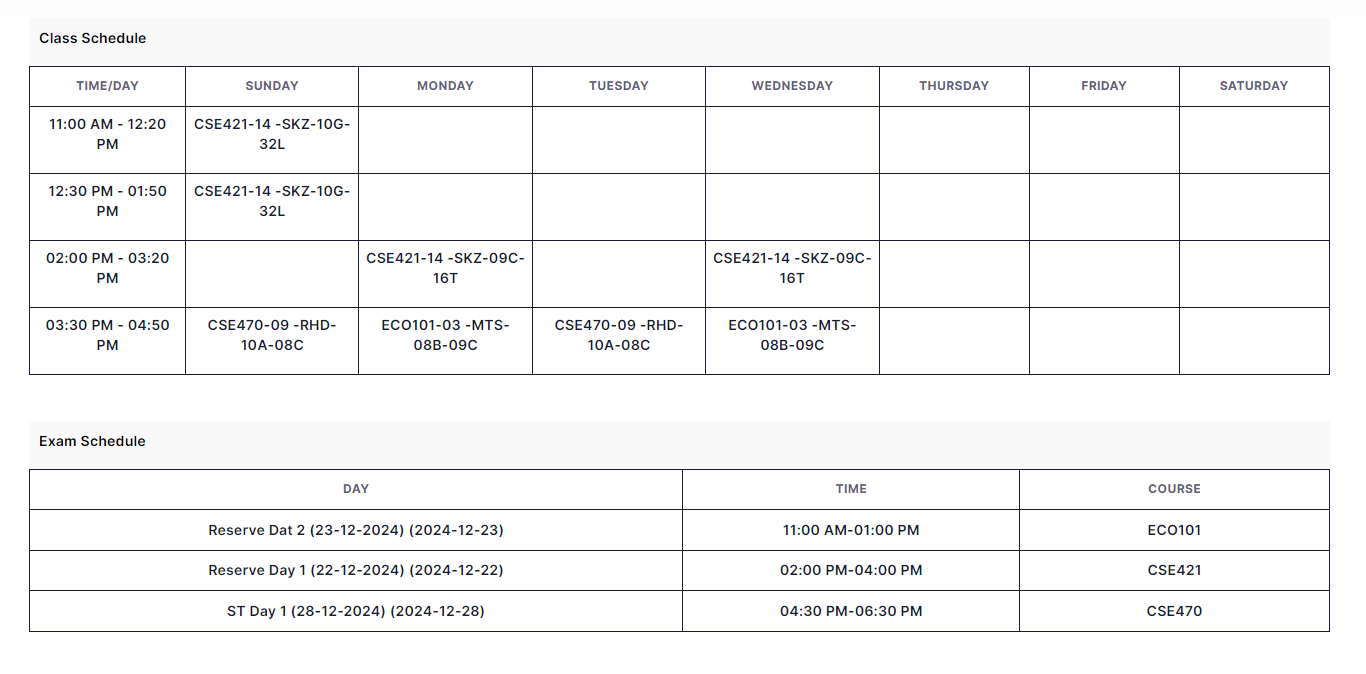 Class Schedule
TIME/DAY SUNDAY MONDAY TUESDAY WEDNESDAY THURSDAY FRIDAY SATURDAY
11:00 AM - 12:20 CSE421-14 -SKZ-10G-
PM 32L
12:30 PM - 01:50 CSE421-14 -SKZ-10G-
PM 32L
02:00 PM - 03:20 CSE421-14 -SKZ-09C- CSE421-14 -SKZ-09C-
PM 16T 16T
03:30 PM - 04:50 CSE470-09 -RHD- ECO101-03 -MTS- CSE470-09 -RHD- ECO101-03 -MTS-
PM 10A-08C 08B-09C 10A-08C 08B-09C
Exam Schedule
DAY TIME COURSE
Reserve Dat 2 (23-12-2024) (2024-12-23) 11:00 AM-01:00 PM ECO101
Reserve Day 1 (22-12-2024) (2024-12-22) 02:00 PM-04:00 PM CSE421
ST Day 1 (28-12-2024) (2024-12-28) 04:30 PM-06:30 PM CSE470